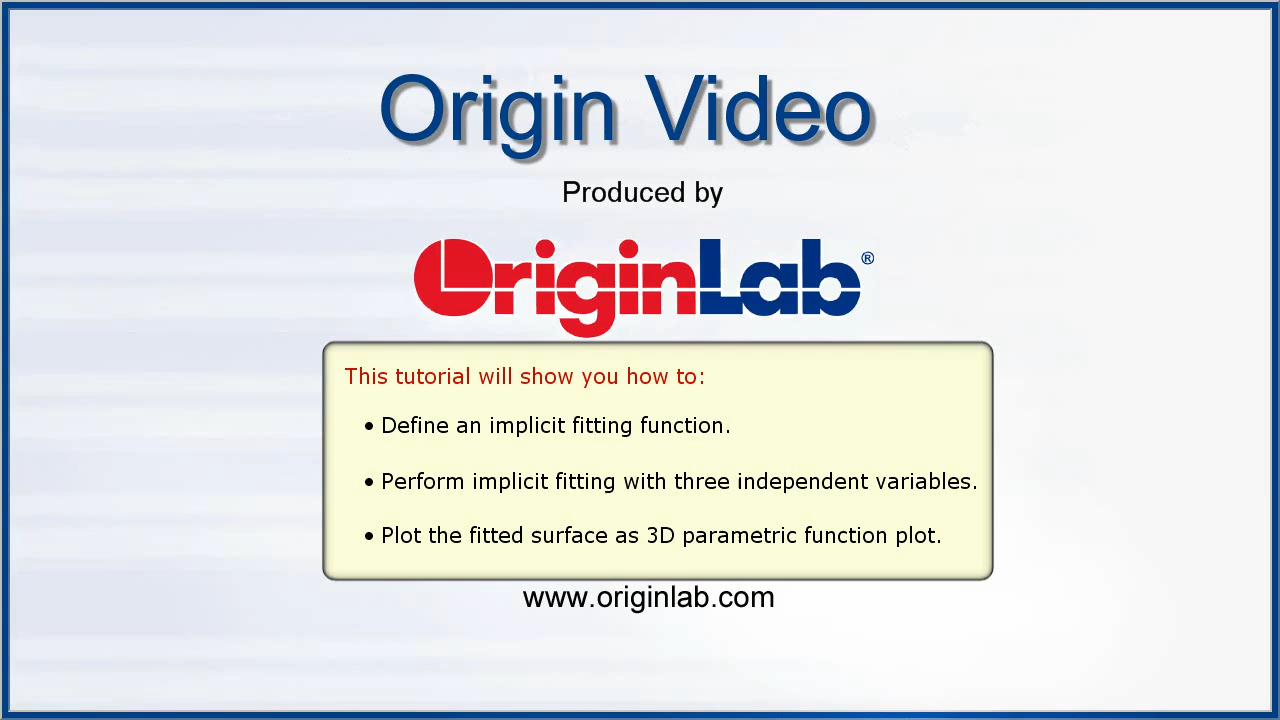 Origin Video
Produced by
OriginLab®
This tutorial will show you how to:
• Define an implicit fitting function.
• Perform implicit fitting with three independent variables.
• Plot the fitted surface as 3D parametric function plot.
www.originlab.com